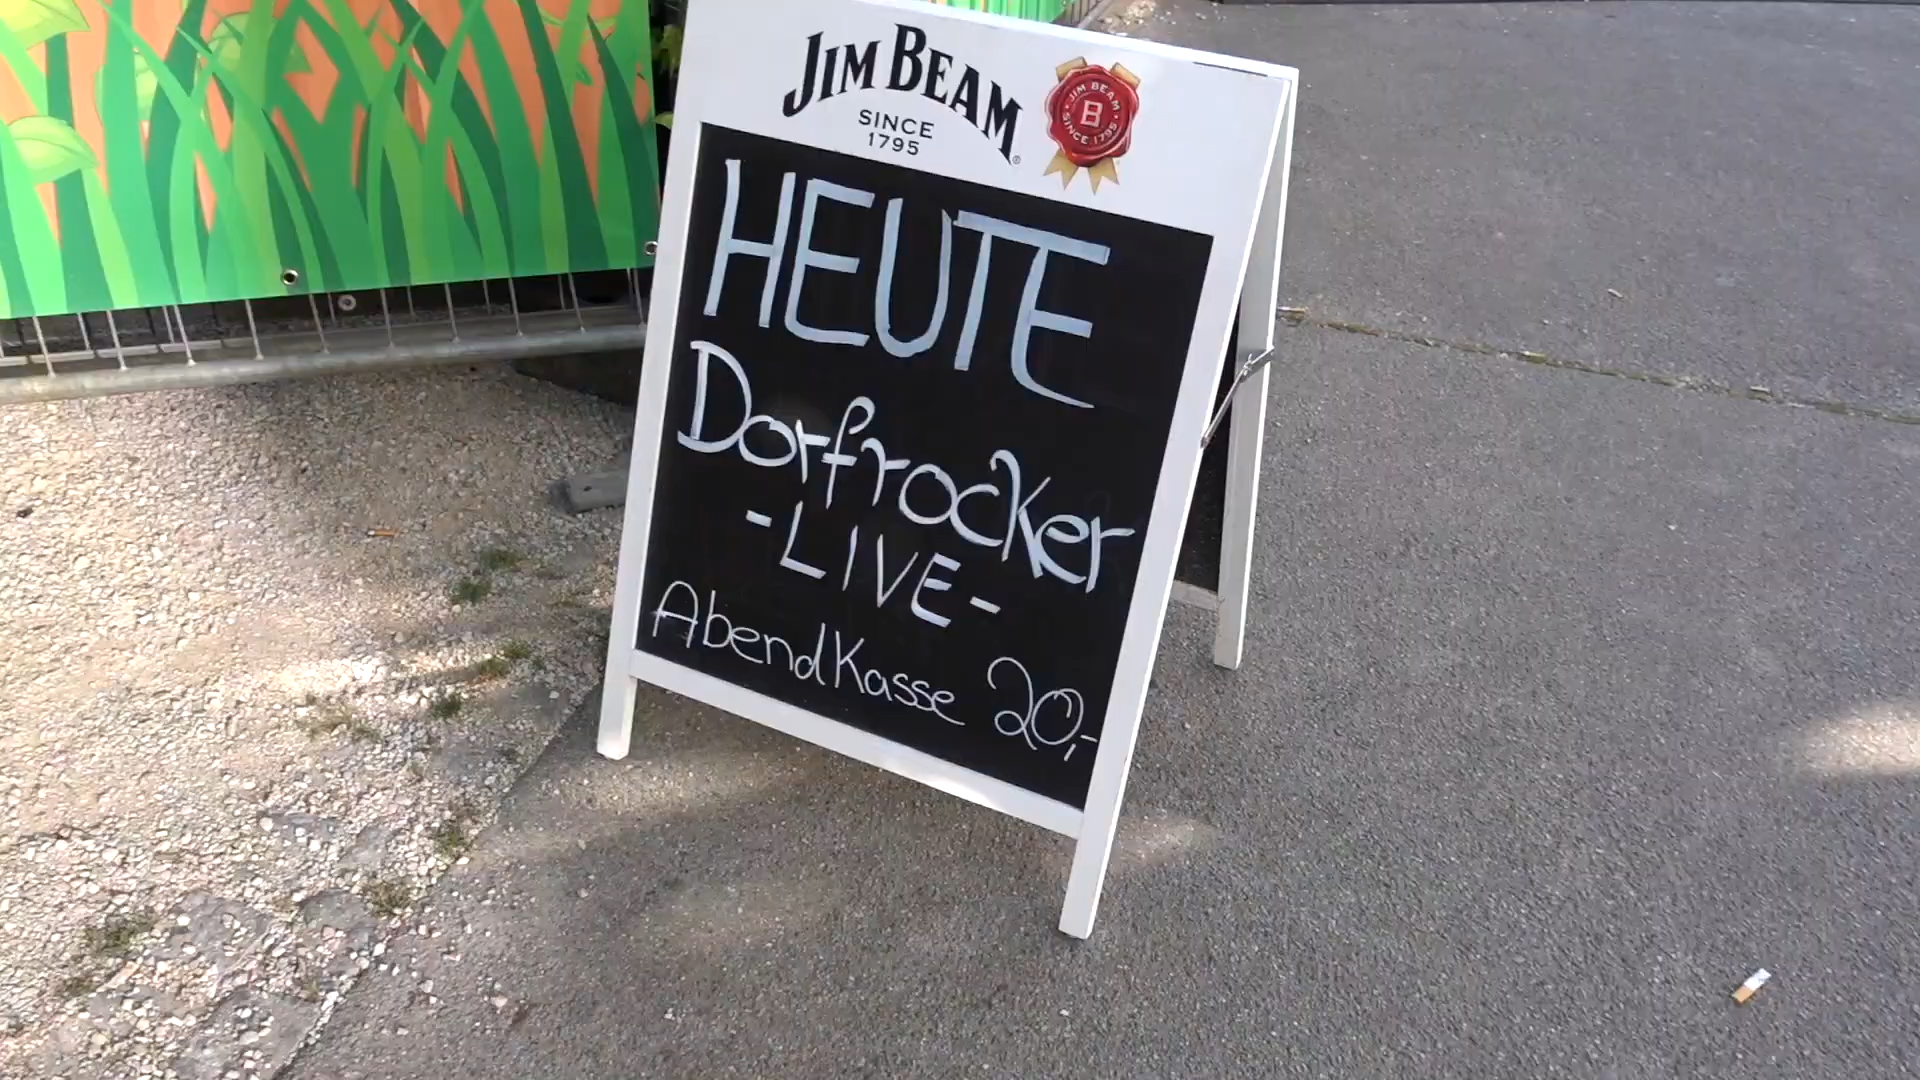 JIM BEAM
SINCE
1795
JIM BEAM
B
SINCE 1795
HEUTE
Dorfrocker
-LIVE-
AbendKasse 20,-